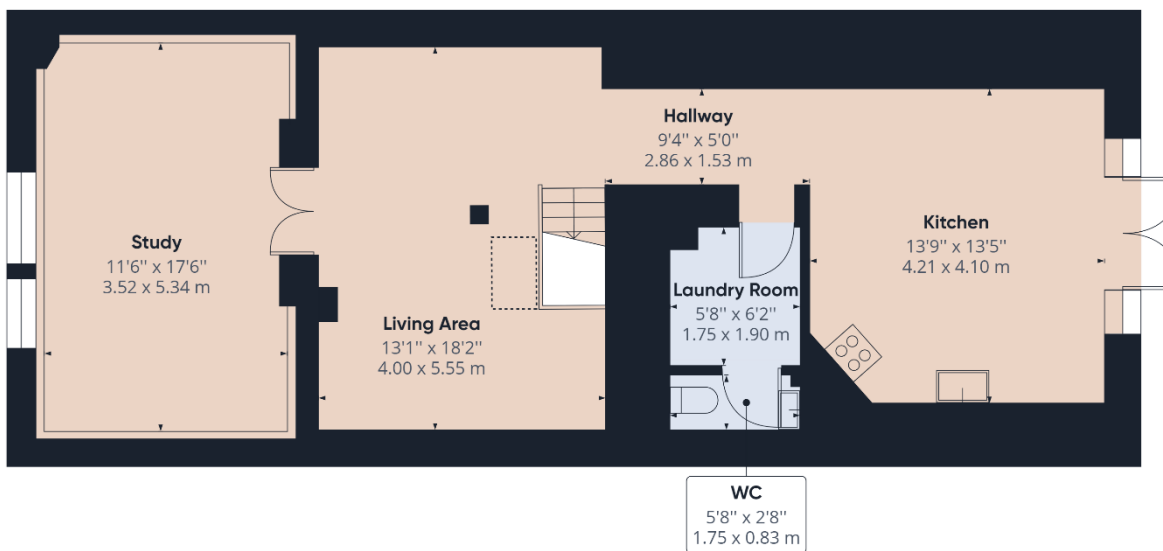 Hallway
9'4'' x 5'0''
2.86 x 1.53 m
Study
11'6'' x 17'6''
3.52 x 5.34 m
Kitchen
13'9'' x 13'5''
4.21 x 4.10 m
Laundry Room
5'8'' x 6'2''
1.75 x 1.90 m
Living Area
13'1'' x 18'2''
4.00 x 5.55 m
WC
5'8'' x 2'8''
1.75 x 0.83 m